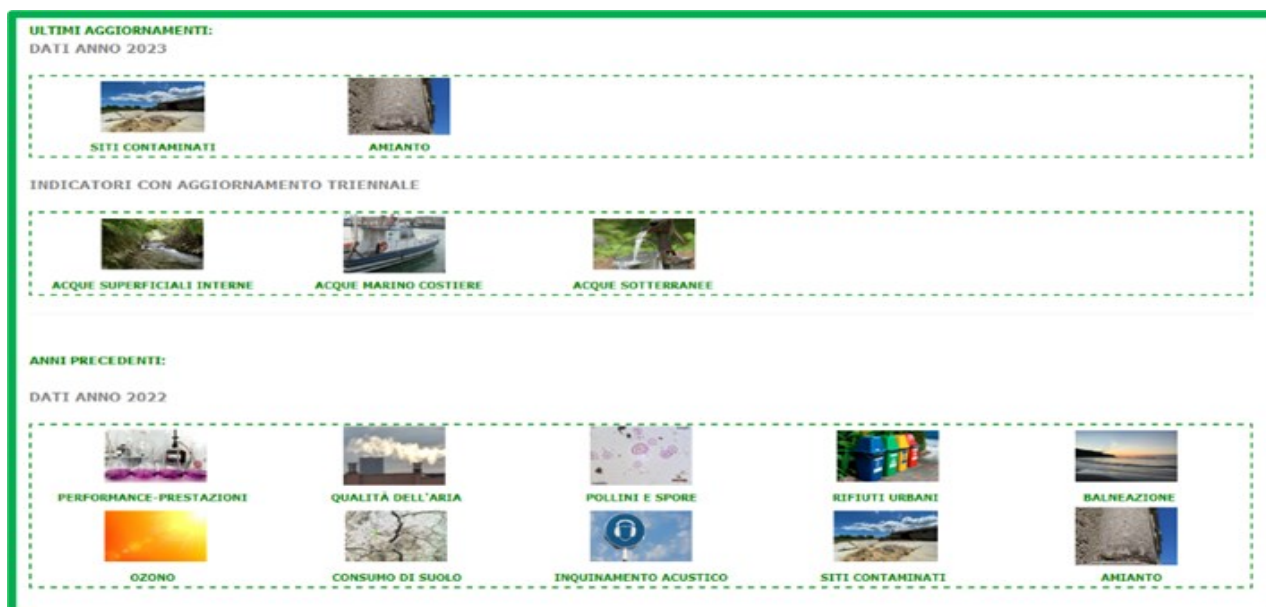 ULTIMI AGGIORNAMENTI:
DATI ANNO 2023
SITI CONTAMINATI AMIANTO
INDICATORI CON AGGIORNAMENTO TRIENNALE
ACQUE SUPERFICIALI INTERNE ACQUE MARINO COSTIERE ACQUE SOTTERRANEE
ANNI PRECEDENTI:
DATI ANNO 2022
PERFORMANCE-PRESTAZIONI QUALITÀ DELL'ARIA POLLINI E SPORE RIFIUTI URBANI BALNEAZIONE
OZONO CONSUMO DI SUOLO INQUINAMENTO ACUSTICO SITI CONTAMINATI AMIANTO